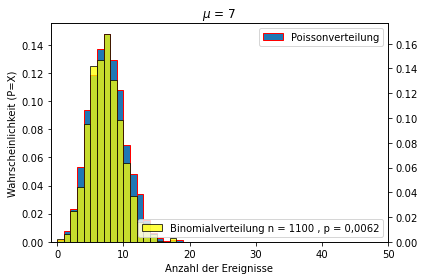 μ = 7
Wahrscheinlichkeit (P=X)
0.14
0.12
0.10
0.08
0.06
0.04
0.02
0.00
Poissonverteilung
0.16
0.14
0.12
0.10
0.08
0.06
0.04
0.02
0.00
Binomialverteilung n = 1100 , p = 0,0062
0 10 20 30 40 50
Anzahl der Ereignisse